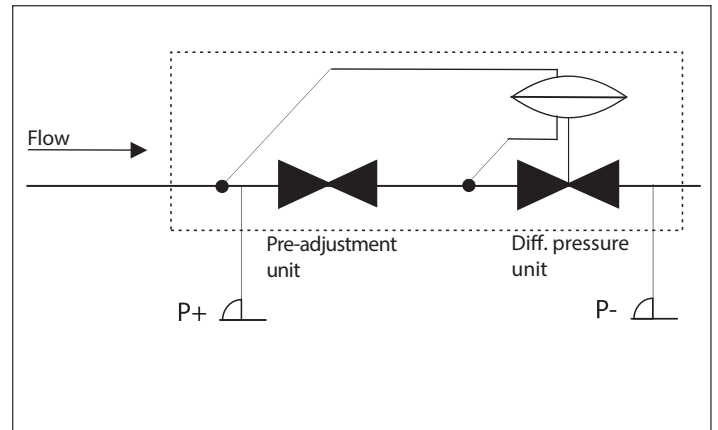 Flow
Pre-adjustment
unit
Diff. pressure
unit
P+
P-